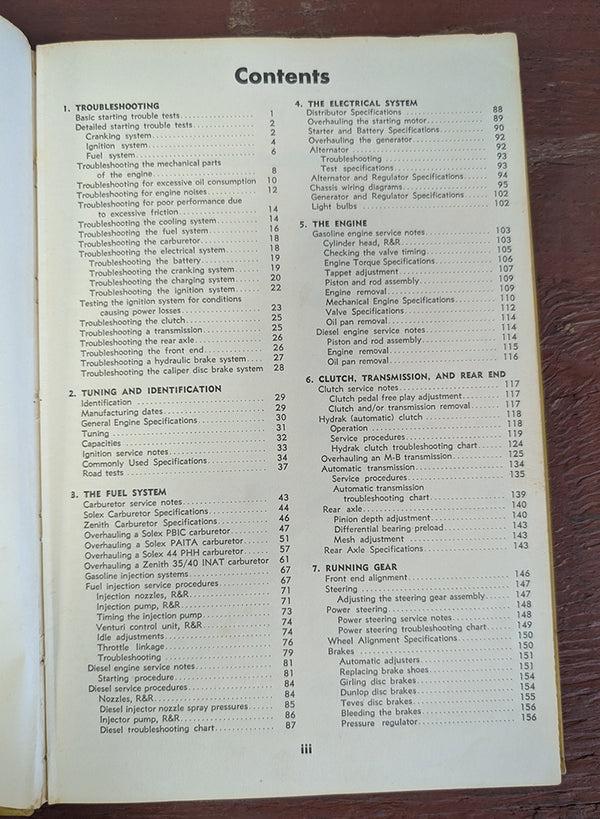 Contents
1. TROUBLESHOOTING
Basic starting trouble tests 1
Detailed starting trouble tests 2
Cranking system 2
Ignition system 4
Fuel system 6
Troubleshooting the mechanical parts
of the engine 8
Troubleshooting for excessive oil consumption 10
Troubleshooting for engine noises 12
Troubleshooting for poor performance due
to excessive friction 14
Troubleshooting the cooling system 14
Troubleshooting the fuel system 16
Troubleshooting the carburetor 18
Troubleshooting the electrical system 18
Troubleshooting the battery 19
Troubleshooting the cranking system 19
Troubleshooting the charging system 20
Troubleshooting the ignition system 22
Testing the ignition system for conditions
causing power losses 23
Troubleshooting the clutch 25
Troubleshooting a transmission 25
Troubleshooting the rear axle 26
Troubleshooting the front end 26
Troubleshooting a hydraulic brake system 27
Troubleshooting the caliper disc brake system 28
2. TUNING AND IDENTIFICATION
Identification 29
Manufacturing dates 29
General Engine Specifications 30
Tuning 31
Capacities 32
Ignition service notes 33
Commonly Used Specifications 34
Road tests 37
3. THE FUEL SYSTEM
Carburetor service notes 43
Solex Carburetor Specifications 44
Zenith Carburetor Specifications 46
Overhauling a Solex PBIC carburetor 47
Overhauling a Solex PAITA carburetor 51
Overhauling a Solex 44 PHH carburetor 57
Overhauling a Zenith 35/40 INAT carburetor 61
Gasoline injection systems 67
Fuel injection service procedures 67
Injection nozzles, R&R 71
Injection pump, R&R 71
Timing the injection pump 73
Venturi control unit, R&R 74
Idle adjustments 74
Throttle linkage 76
Troubleshooting 79
Diesel engine service notes 81
Starting procedure 81
Diesel service procedures 84
Nozzles, R&R 84
Diesel injector nozzle spray pressures 85
Injector pump, R&R 86
Diesel troubleshooting chart 87
4. THE ELECTRICAL SYSTEM
Distributor Specifications 88
Overhauling the starting motor 89
Starter and Battery Specifications 90
Overhauling the generator 92
Alternator 92
Troubleshooting 93
Test specifications 93
Alternator and Regulator Specifications 94
Chassis wiring diagrams 95
Generator and Regulator Specifications 102
Light bulbs 102
5. THE ENGINE
Gasoline engine service notes 103
Cylinder head, R&R 103
Checking the valve timing 105
Engine Torque Specifications 106
Tappet adjustment 107
Piston and rod assembly 109
Engine removal 109
Mechanical Engine Specifications 110
Valve Specifications 112
Oil pan removal 114
Diesel engine service notes 114
Piston and rod assembly 114
Engine removal 115
Oil pan removal 116
6. CLUTCH, TRANSMISSION, AND REAR END
Clutch service notes 117
Clutch pedal free play adjustment 117
Clutch and/or transmission removal 117
Hydrak (automatic) clutch 118
Operation 118
Service procedures 119
Hydrak clutch troubleshooting chart 124
Overhauling an M-B transmission 125
Automatic transmission 134
Service procedures 135
Automatic transmission
troubleshooting chart 139
Rear axle 140
Pinion depth adjustment 140
Differential bearing preload 143
Mesh adjustment 143
Rear Axle Specifications 143
7. RUNNING GEAR
Front end alignment 146
Steering 147
Adjusting the steering gear assembly 147
Power steering 148
Power steering service notes 148
Power steering troubleshooting chart 149
Wheel Alignment Specifications 150
Brakes 150
Automatic adjusters 151
Replacing brake shoes 151
Girling disc brakes 154
Dunlop disc brakes 154
Teves disc brakes 155
Bleeding the brakes 156
Pressure regulator 156
iii